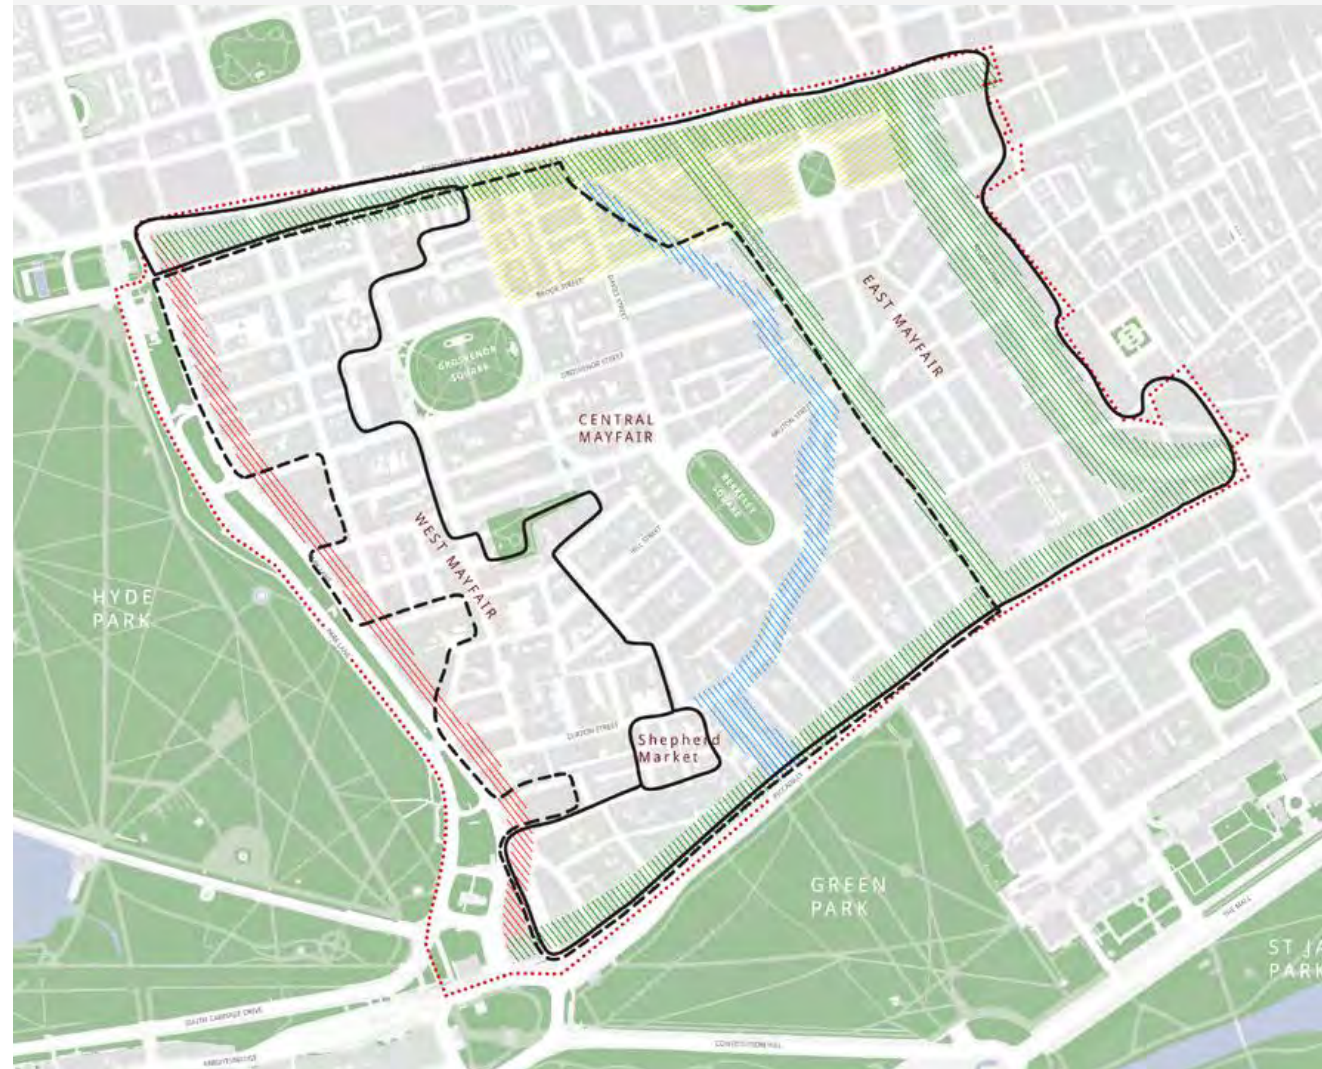 BROOK STREET
DAVIES STREET
GROSVENOR
SQUARE
GROSVENOR STREET
EAST MAYFAIR
CENTRAL
MAYFAIR
BRUTON STREET
BERKELEY
SQUARE
HILL STREET
WEST MAYFAIR
HYDE
PARK
PARK LANE
CURZON STREET
Shepherd
Market
PICCADILLY
GREEN
PARK
THE MALL
ST JA
PARK
SOUTH CARRIAGE DRIVE
CONSTITUTION HILL
KNIGHTSBRIDGE